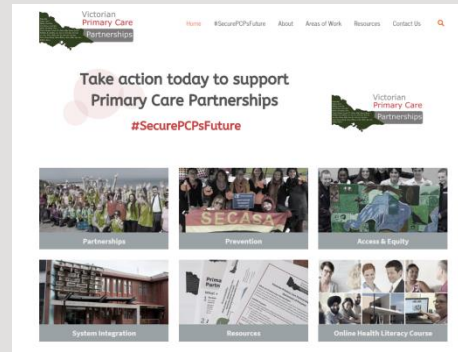 Victorian
Primary Care
Partnerships
Home #SecurePCPsFuture About Areas of Work Resources Contact Us
Take action today to support
Primary Care Partnerships
#SecurePCPsFuture
Victorian
Primary Care
Partnerships
SECASA
Partnerships
Prevention
Access & Equity
System Integration
Resources
Online Health Literacy Course